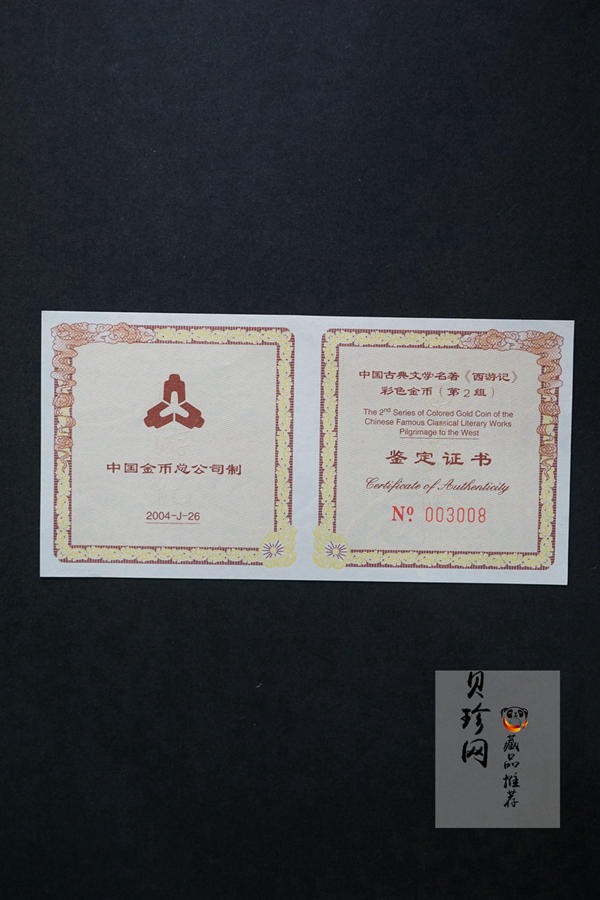 中国金币总公司制
2004-J-26
中国古典文学名著《西游记》
彩色金币（第2组）
The 2nd Series of Colored Gold Coin of the
Chinese Famous Classical Literary Works
Pilgrimage to the West
鉴定证书
Certificate of Authenticity
Nº 003008
贝珍网
藏品推荐